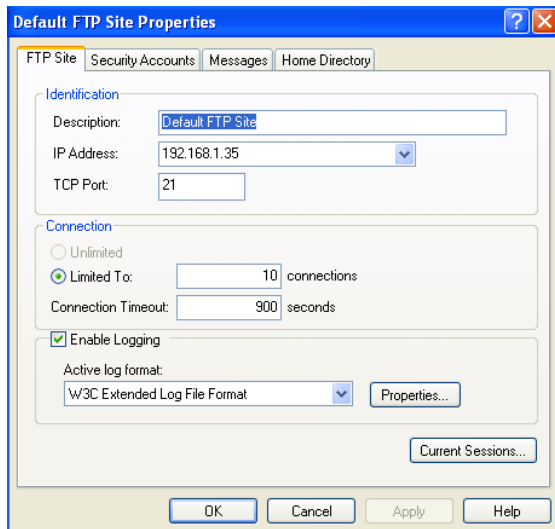 Default FTP Site Properties
FTP Site Security Accounts Messages Home Directory
Identification
Description: Default FTP Site
IP Address: 192.168.1.35
TCP Port: 21
Connection
Unlimited
Limited To: 10 connections
Connection Timeout: 900 seconds
Enable Logging
Active log format:
W3C Extended Log File Format Properties...
Current Sessions...
OK Cancel Apply Help